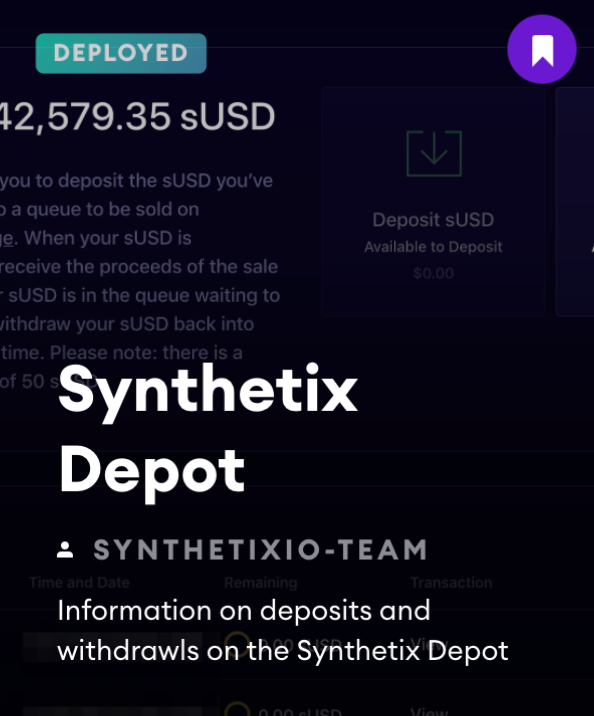 DEPLOYED
42,579.35 sUSD
you to deposit the sUSD you've
a queue to be sold on
When your sUSD is
receive the proceeds of the sale
sUSD is in the queue waiting to
withdraw your sUSD back into
time. Please note: there is a
of 50
Deposit sUSD
Available to Deposit
$0.00
Synthetix
Depot
SYNTHETIXIO-TEAM
Time and Date Remaining Transaction
Information on deposits and
withdrawls on the Synthetix Depot
0.00 sUSD View
0.00 sUSD View